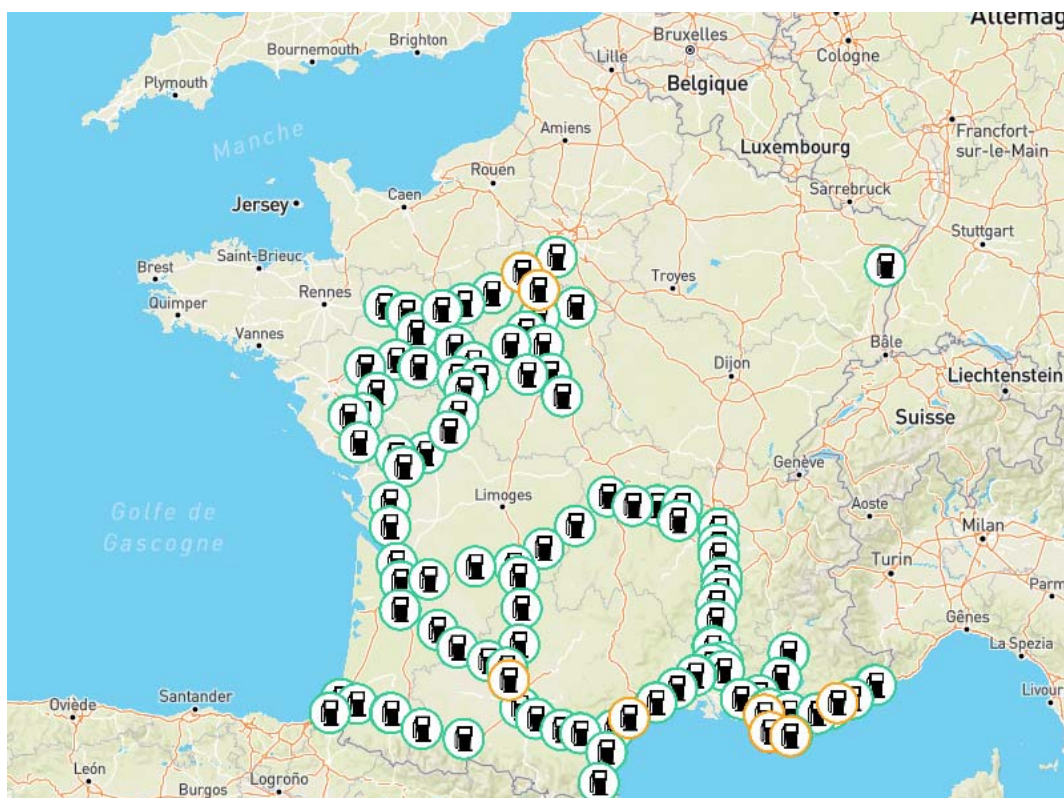 Allemag
Bruxelles
Cologne
Brighton
Bournemouth
Lille
Plymouth
Belgique
Manche
Amiens
Luxembourg
Francfort-
sur-le-Main
Rouen
Sarrebruck
Jersey
Caen
Stuttgart
Saint-Brieuc
Brest
Troyes
Quimper
Rennes
Vannes
Bâle
Dijon
Liechtenstein
Suisse
Genève
Limoges
Aoste
Golfe de
Gascogne
Milan
Turin
Parm
Gênes
La Spezia
Livour
Santander
Oviède
León
Logroño
Burgos